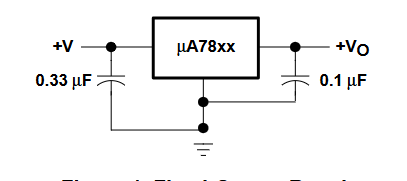 +V
µA78xx
+VO
0.33 µF
0.1 µF